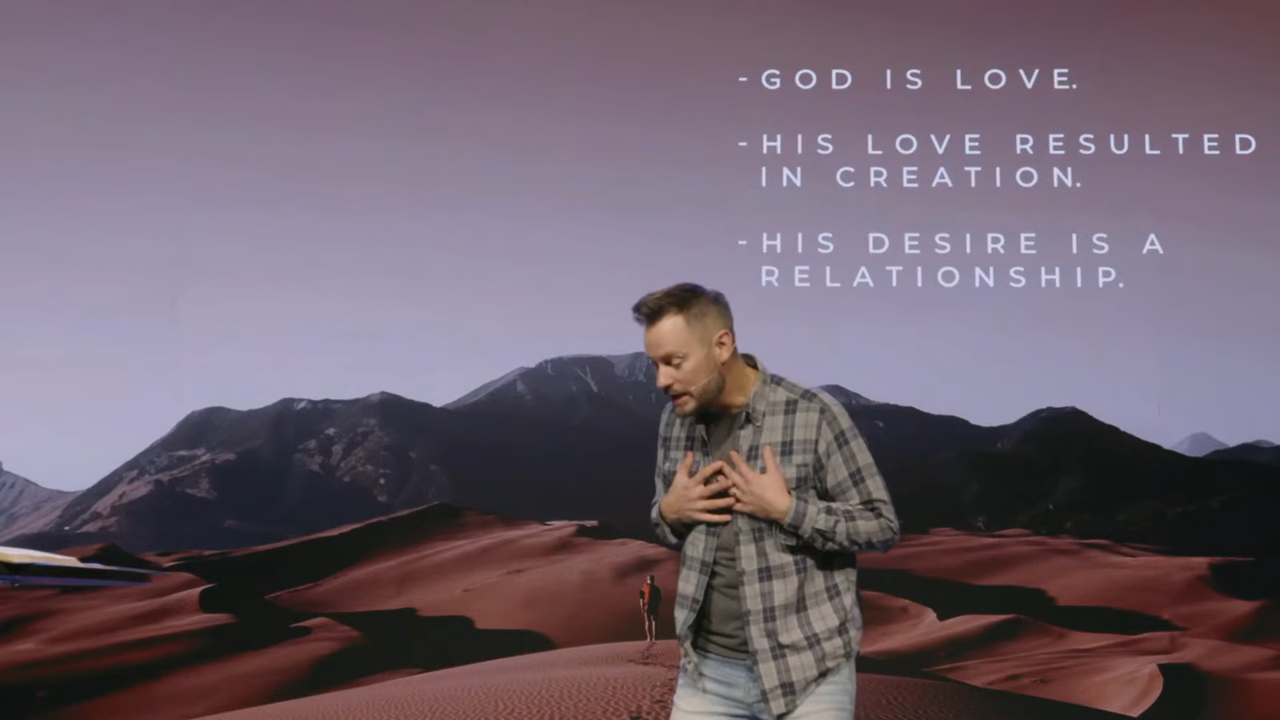 - GOD IS LOVE.
- HIS LOVE RESULTED
IN CREATION.
- HIS DESIRE IS A
RELATIONSHIP.